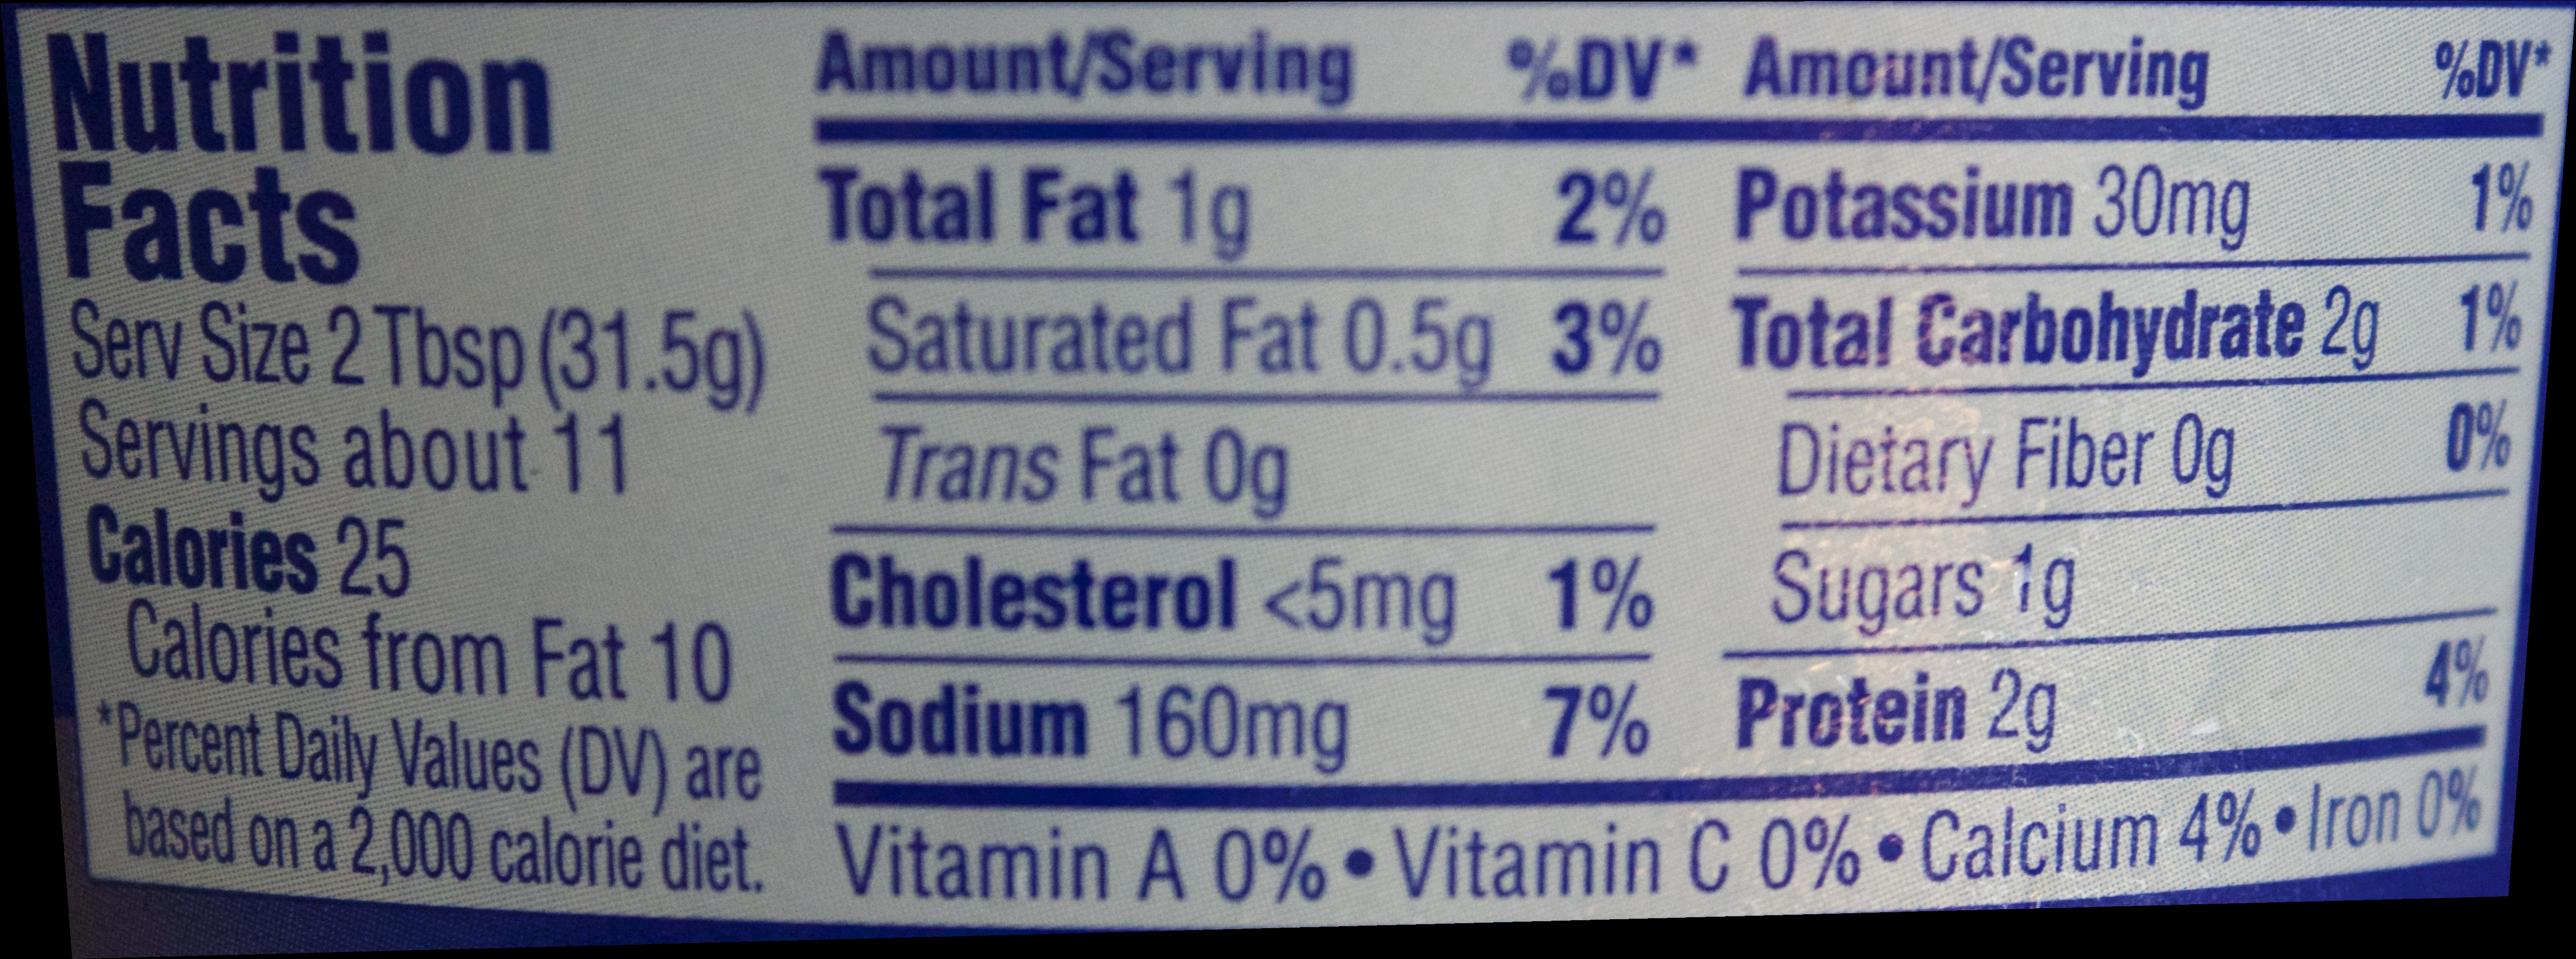 Nutrition
Facts
Serv Size 2 Tbsp (31.5g)
Servings about 11
Calories 25
Calories from Fat 10
*Percent Daily Values (DV) are
based on a 2,000 calorie diet.
Amount/Serving %DV*
Total Fat 1g 2%
Saturated Fat 0.5g 3%
Trans Fat 0g
Cholesterol <5mg 1%
Sodium 160mg 7%
Amount/Serving %DV*
Potassium 30mg 1%
Total Carbohydrate 2g 1%
Dietary Fiber 0g 0%
Sugars 1g
Protein 2g 4%
Vitamin A 0% • Vitamin C 0% • Calcium 4% • Iron 0%